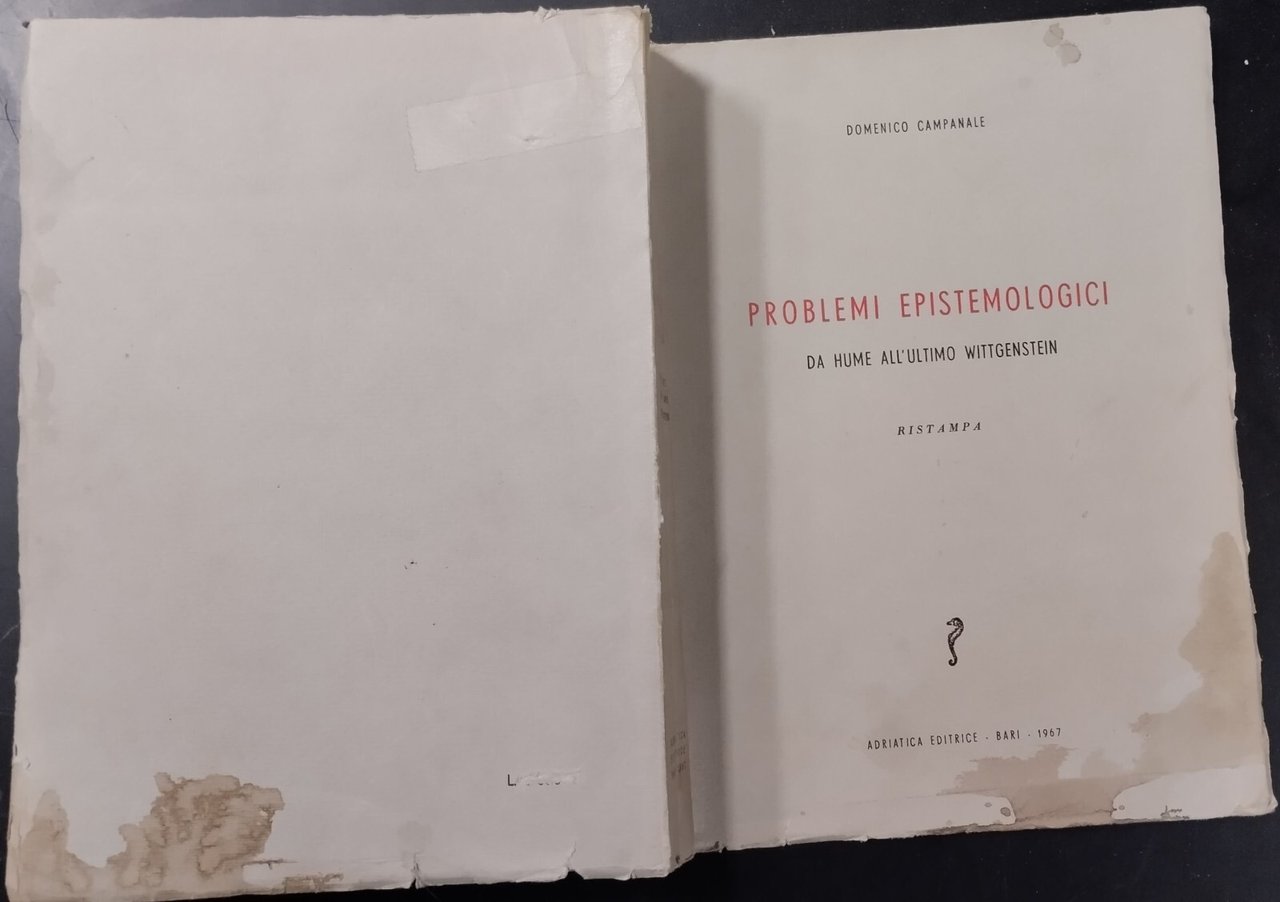 DOMENICO CAMPANALE
PROBLEMI EPISTEMOLOGICI
DA HUME ALL'ULTIMO WITTGENSTEIN
RISTAMPA
ADRIATICA EDITRICE · BARI · 1967